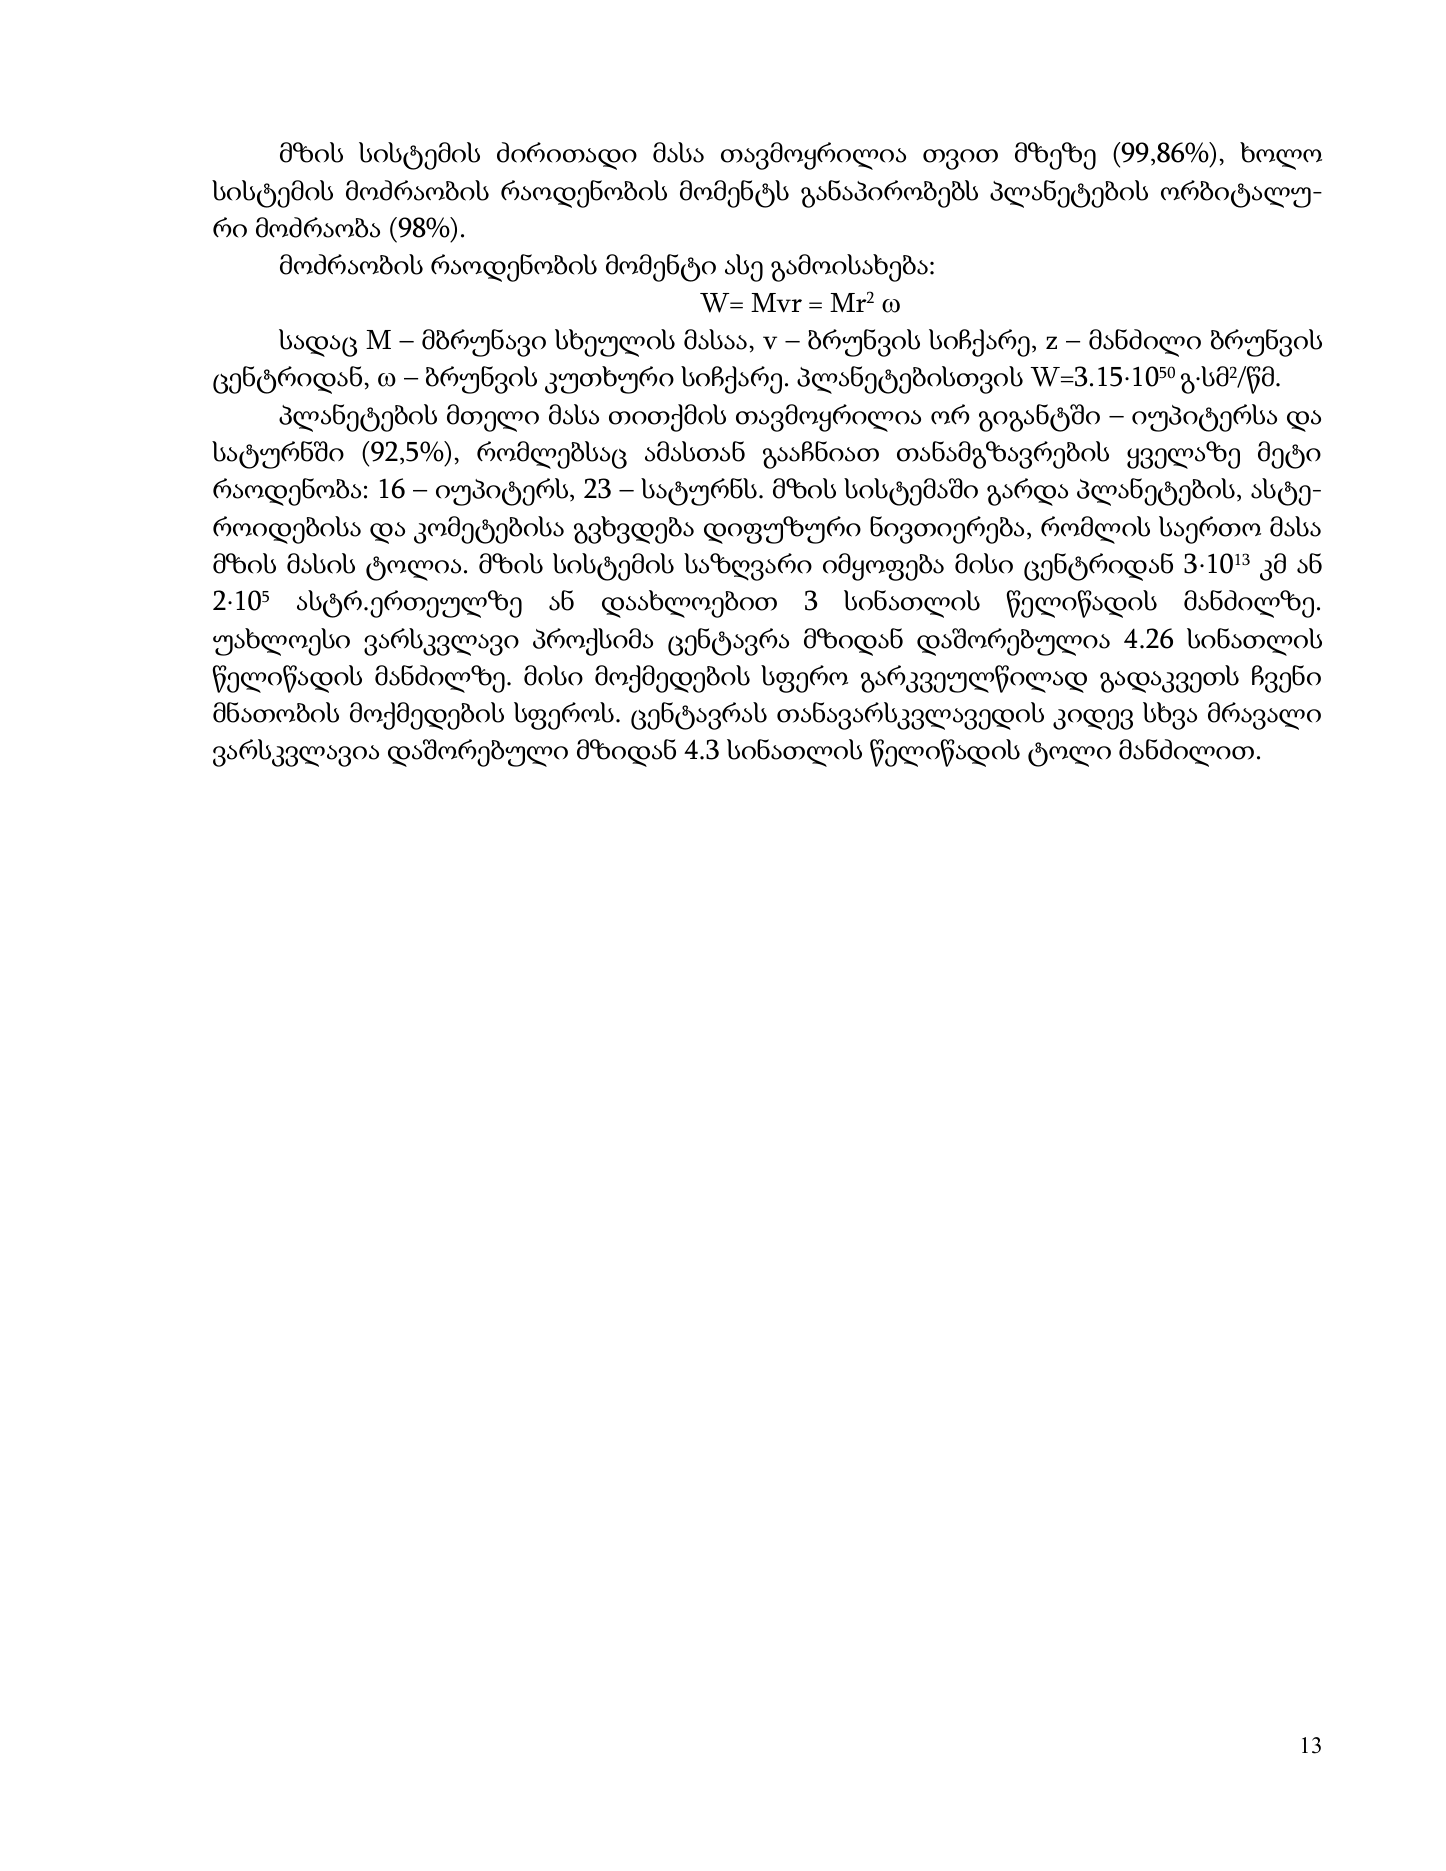 მზის სისტემის ძირითადი მასა თავმოყრილია თვით მზეზე (99,86%), ხოლო
სისტემის მოძრაობის რაოდენობის მომენტს განაპირობებს პლანეტების ორბიტალუ-
რი მოძრაობა (98%).
მოძრაობის რაოდენობის მომენტი ასე გამოისახება:
W= Mvr = Mr² ω
სადაც M – მბრუნავი სხეულის მასაა, v – ბრუნვის სიჩქარე, z – მანძილი ბრუნვის
ცენტრიდან, ω – ბრუნვის კუთხური სიჩქარე. პლანეტებისთვის W=3.15·10⁵⁰ გ·სმ²/წმ.
პლანეტების მთელი მასა თითქმის თავმოყრილია ორ გიგანტში – იუპიტერსა და
სატურნში (92,5%), რომლებსაც ამასთან გააჩნიათ თანამგზავრების ყველაზე მეტი
რაოდენობა: 16 – იუპიტერს, 23 – სატურნს. მზის სისტემაში გარდა პლანეტების, ასტე-
როიდებისა და კომეტებისა გვხვდება დიფუზური ნივთიერება, რომლის საერთო მასა
მზის მასის ტოლია. მზის სისტემის საზღვარი იმყოფება მისი ცენტრიდან 3·10¹³ კმ ან
2·10⁵ ასტრ.ერთეულზე ან დაახლოებით 3 სინათლის წელიწადის მანძილზე.
უახლოესი ვარსკვლავი პროქსიმა ცენტავრა მზიდან დაშორებულია 4.26 სინათლის
წელიწადის მანძილზე. მისი მოქმედების სფერო გარკვეულწილად გადაკვეთს ჩვენი
მნათობის მოქმედების სფეროს. ცენტავრას თანავარსკვლავედის კიდევ სხვა მრავალი
ვარსკვლავია დაშორებული მზიდან 4.3 სინათლის წელიწადის ტოლი მანძილით.
13